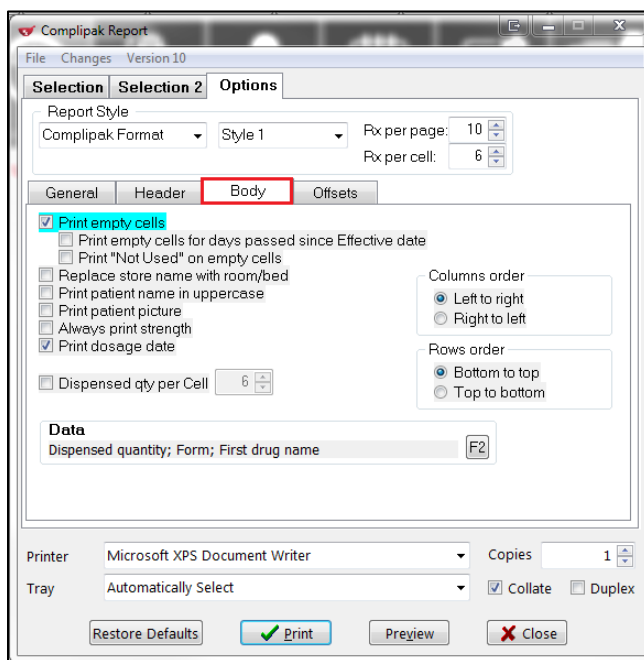 Complipak Report
File Changes Version 10
Selection Selection 2 Options
Report Style
Complipak Format Style 1 Rx per page: 10
Rx per cell: 6
General Header Body Offsets
Print empty cells
Print empty cells for days passed since Effective date
Print "Not Used" on empty cells
Replace store name with room/bed
Print patient name in uppercase
Print patient picture
Always print strength
Print dosage date
Dispensed qty per Cell 6
Columns order
Left to right
Right to left
Rows order
Bottom to top
Top to bottom
Data
Dispensed quantity; Form; First drug name F2
Printer Microsoft XPS Document Writer Copies 1
Tray Automatically Select Collate Duplex
Restore Defaults Print Preview Close